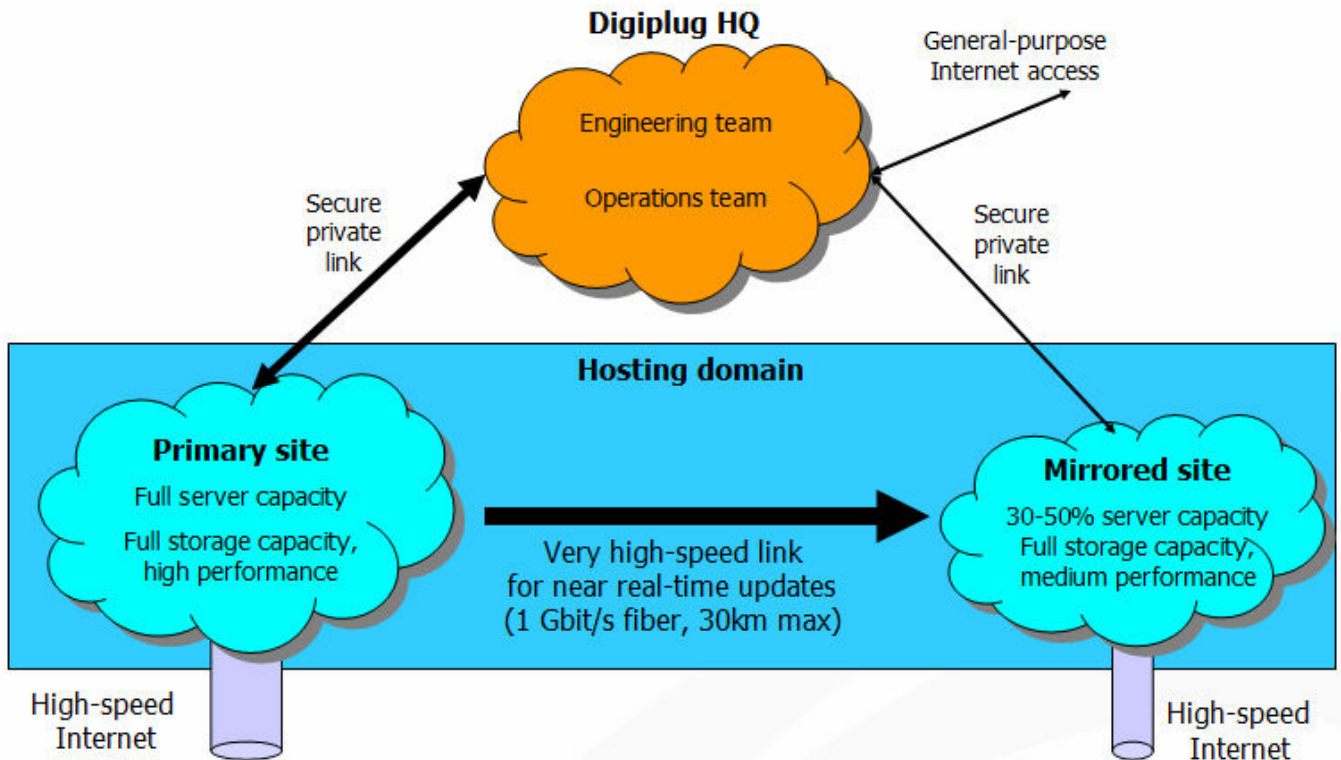 Digiplug HQ
General-purpose
Internet access
Engineering team
Operations team
Secure
private
link
Secure
private
link
Hosting domain
Primary site
Full server capacity
Full storage capacity,
high performance
Very high-speed link
for near real-time updates
(1 Gbit/s fiber, 30km max)
Mirrored site
30-50% server capacity
Full storage capacity,
medium performance
High-speed
Internet
High-speed
Internet